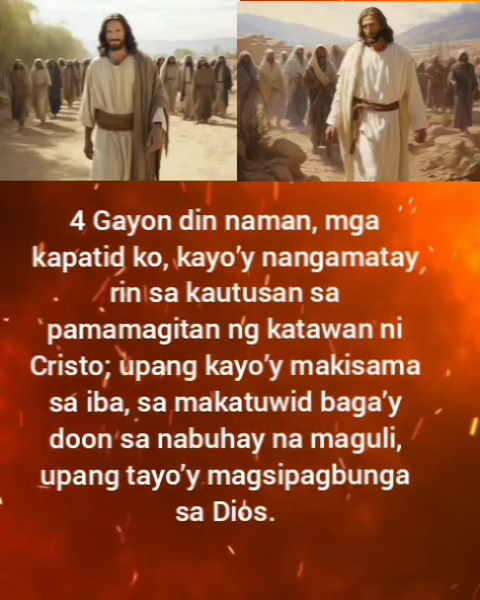 4 Gayon din naman, mga
kapatid ko, kayo’y nangamatay
rin sa kautusan sa
pamamagitan ng katawan ni
Cristo; upang kayo’y makisama
sa iba, sa makatuwid baga’y
doon sa nabuhay na maguli,
upang tayo’y magsipagbunga
sa Dios.